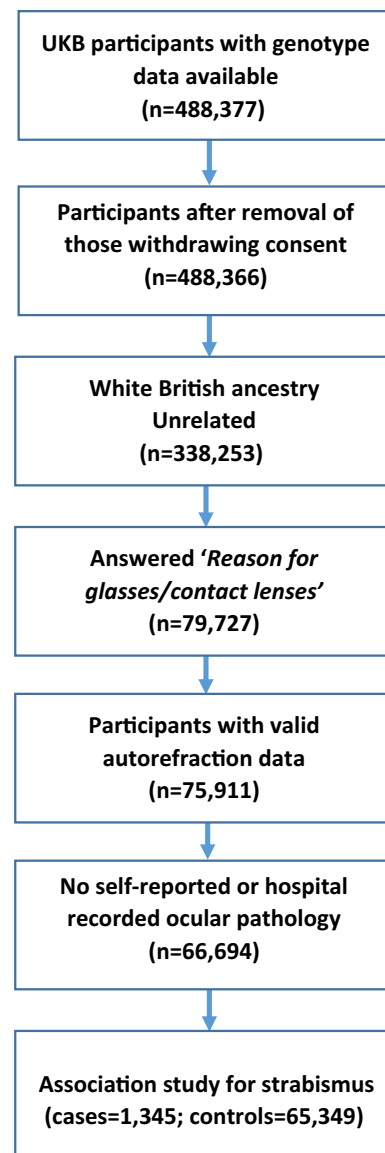 UKB participants with genotype
data available
(n=488,377)
Participants after removal of
those withdrawing consent
(n=488,366)
White British ancestry
Unrelated
(n=338,253)
Answered ‘Reason for
glasses/contact lenses’
(n=79,727)
Participants with valid
autorefraction data
(n=75,911)
No self-reported or hospital
recorded ocular pathology
(n=66,694)
Association study for strabismus
(cases=1,345; controls=65,349)